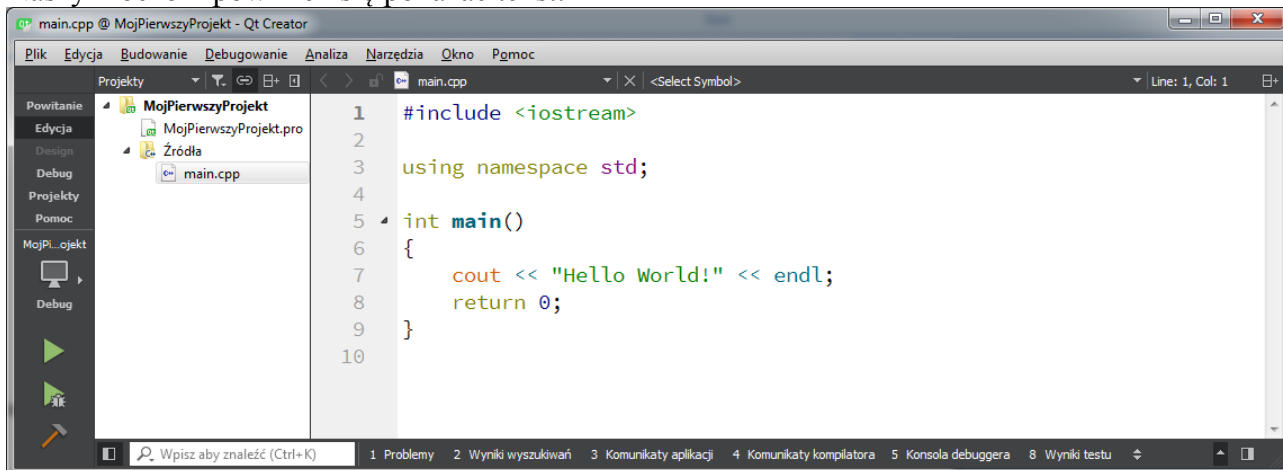 main.cpp @ MojPierwszyProjekt - Qt Creator
Plik Edycja Budowanie Debugowanie Analiza Narzędzia Okno Pomoc
Projekty main.cpp <Select Symbol> Line: 1, Col: 1
Powitanie
Edycja
Design
Debug
Projekty
Pomoc
MojPi...ojekt
Debug
MojPierwszyProjekt
MojPierwszyProjekt.pro
Źródła
main.cpp
1 #include <iostream>
2
3 using namespace std;
4
5 int main()
6 {
7 cout << "Hello World!" << endl;
8 return 0;
9 }
10
Wpisz aby znaleźć (Ctrl+K) 1 Problemy 2 Wyniki wyszukiwań 3 Komunikaty aplikacji 4 Komunikaty kompilatora 5 Konsola debuggera 8 Wyniki testu